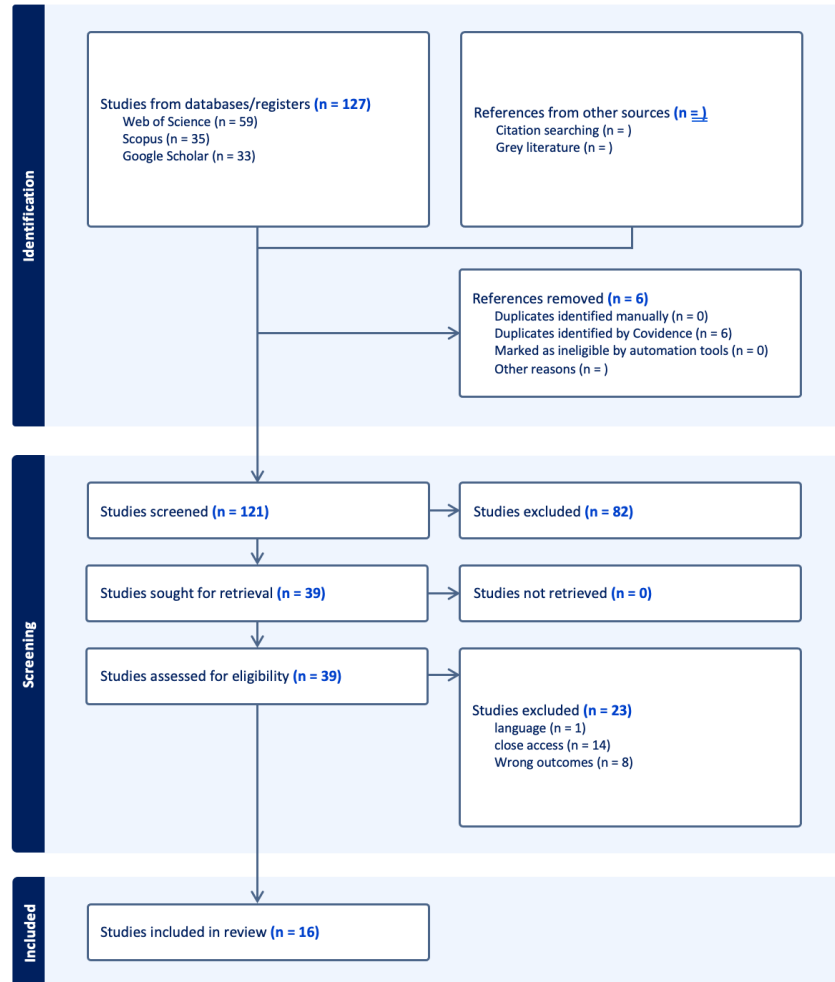 Identification
Studies from databases/registers (n = 127)
Web of Science (n = 59)
Scopus (n = 35)
Google Scholar (n = 33)
References from other sources (n = )
Citation searching (n = )
Grey literature (n = )
References removed (n = 6)
Duplicates identified manually (n = 0)
Duplicates identified by Covidence (n = 6)
Marked as ineligible by automation tools (n = 0)
Other reasons (n = )
Screening
Studies screened (n = 121)
Studies excluded (n = 82)
Studies sought for retrieval (n = 39)
Studies not retrieved (n = 0)
Studies assessed for eligibility (n = 39)
Studies excluded (n = 23)
language (n = 1)
close access (n = 14)
Wrong outcomes (n = 8)
Included
Studies included in review (n = 16)